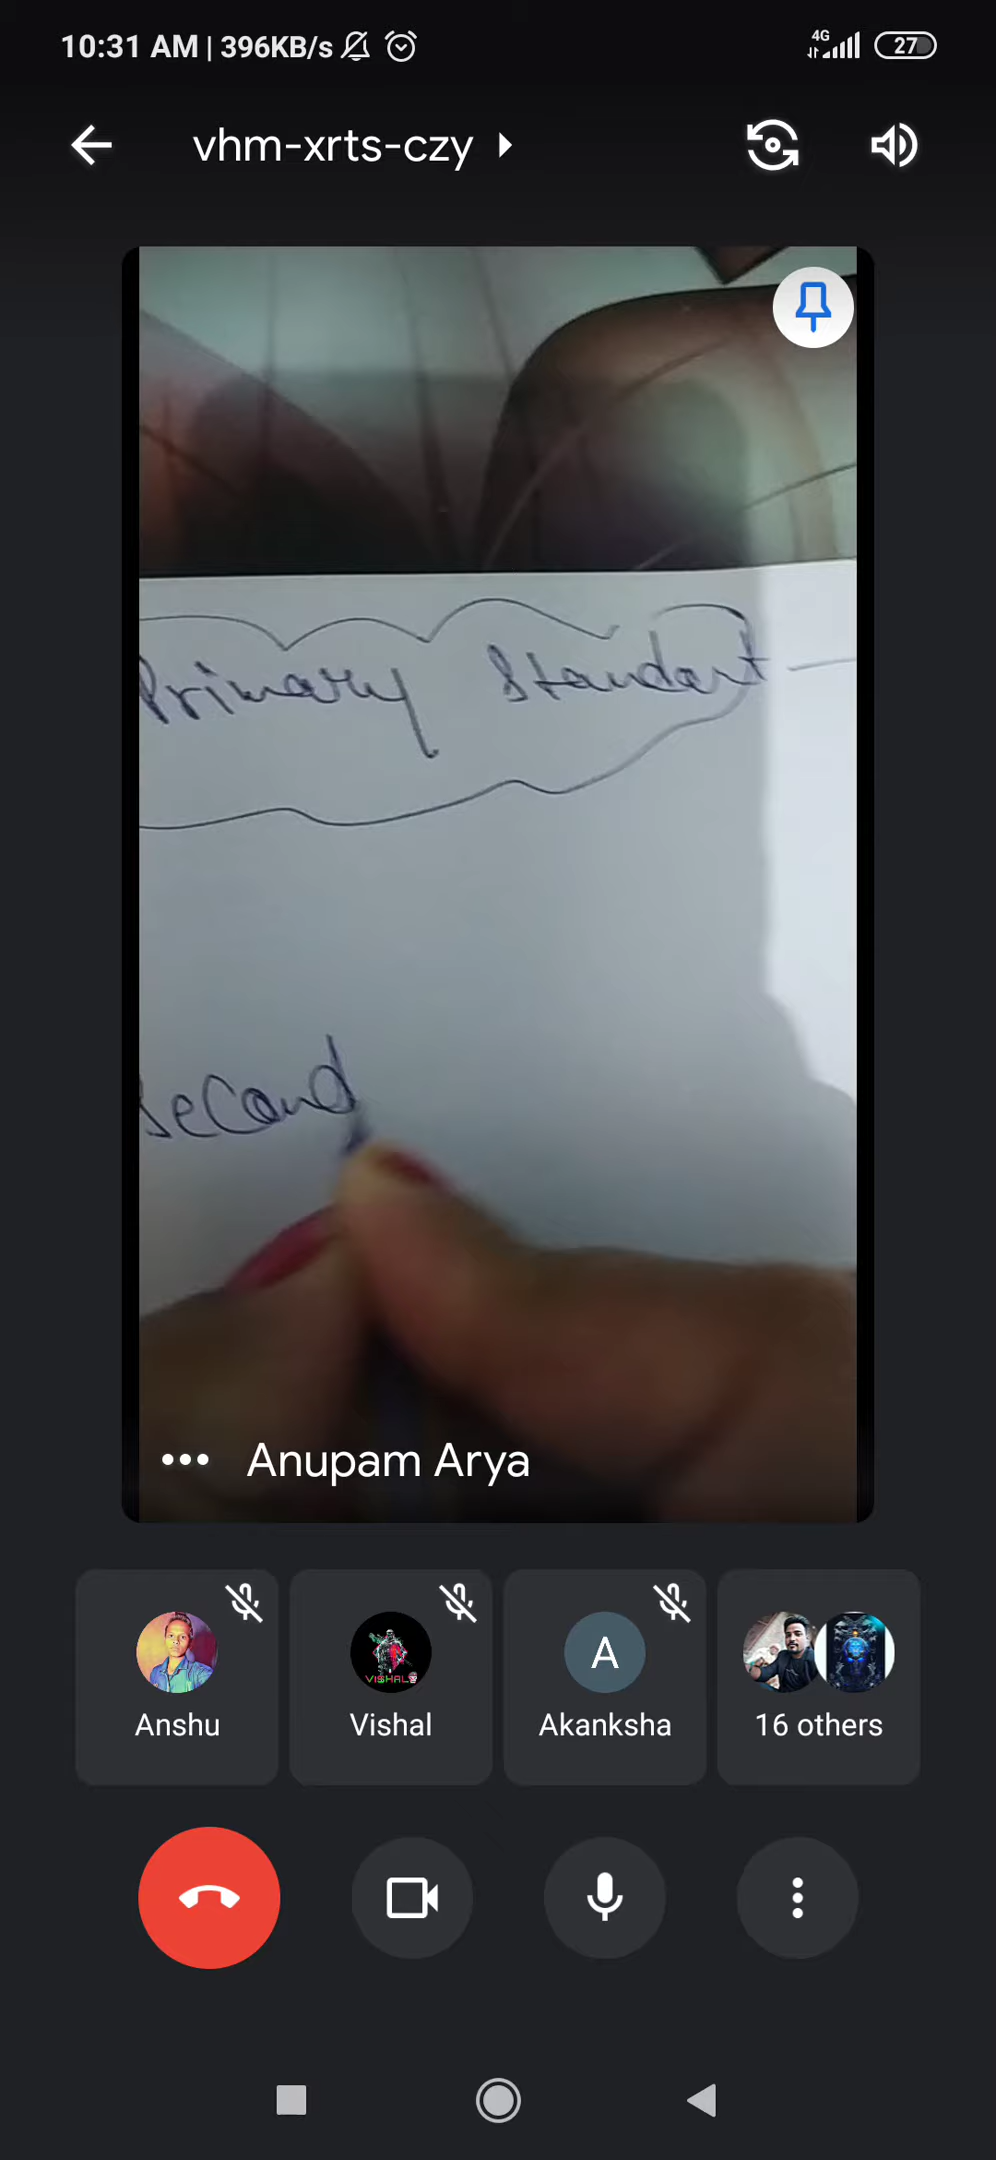 10:31 AM | 396KB/s 4G 27
vhm-xrts-czy
Primary Standart
Second
Anupam Arya
VISHAL
A
Anshu Vishal Akanksha 16 others